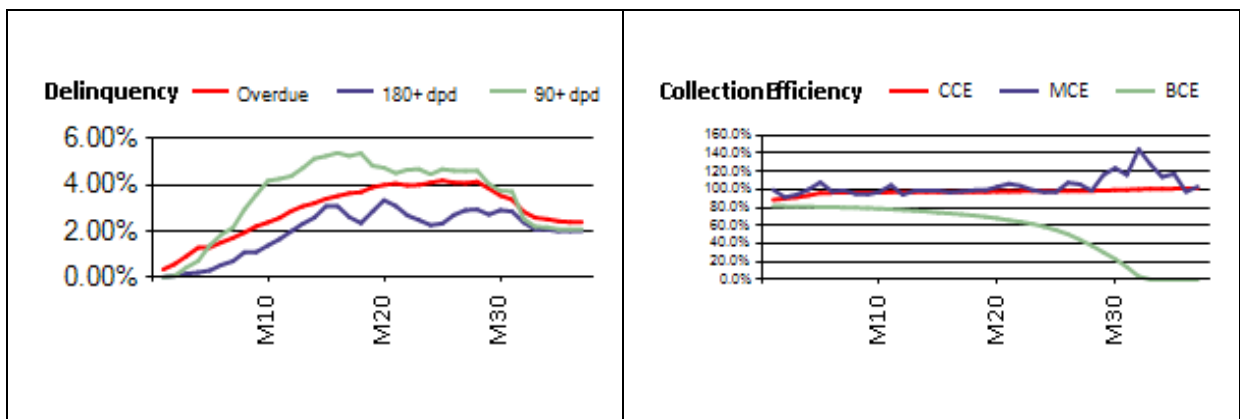 Delinquency Overdue 180+ dpd 90+ dpd
6.00%
4.00%
2.00%
0.00%
M10
M20
M30
Collection Efficiency CCE MCE BCE
160.0%
140.0%
120.0%
100.0%
80.0%
60.0%
40.0%
20.0%
0.0%
M10
M20
M30